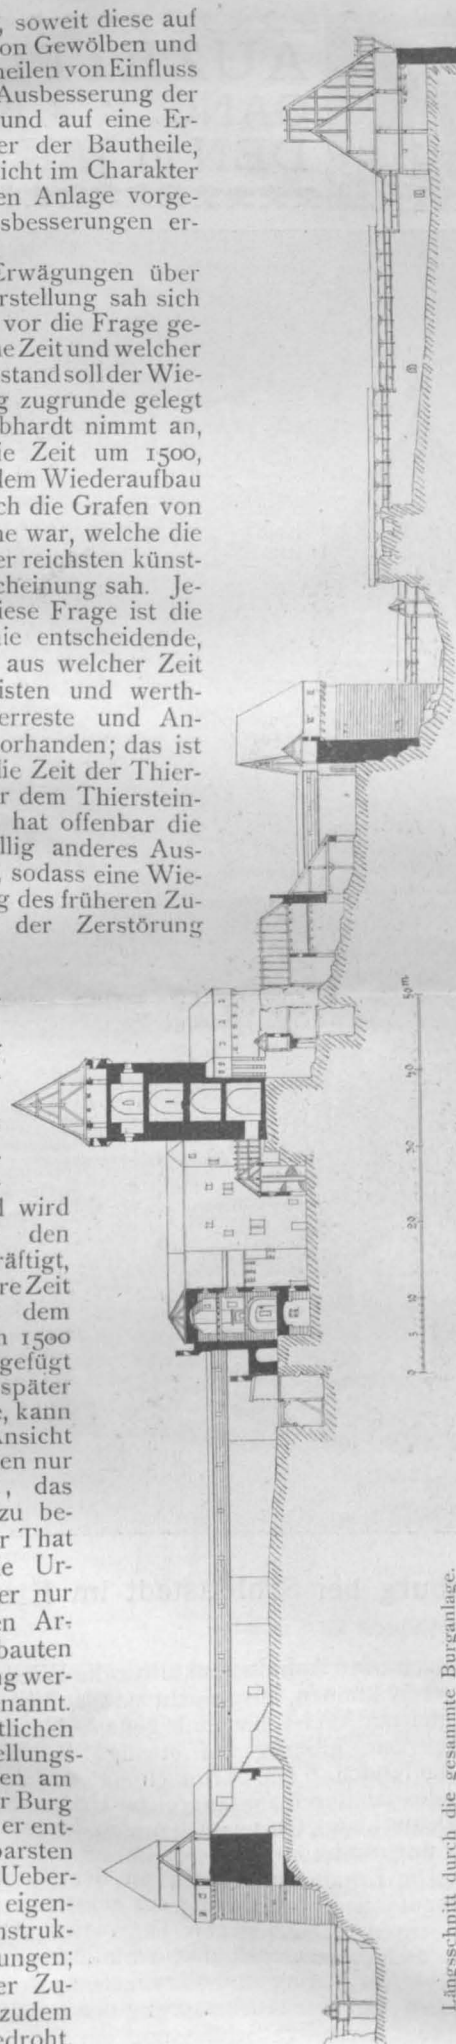 , soweit diese auf
on Gewölben und
heilen von Einfluss
Ausbesserung der
und auf eine Er-
er der Bautheile,
icht im Charakter
en Anlage vorge-
sbesserungen er-
Erwägungen über
rstellung sah sich
vor die Frage ge-
he Zeit und welcher
stand soll der Wie-
g zugrunde gelegt
bhardt nimmt an,
ie Zeit um 1500,
dem Wiederaufbau
ch die Grafen von
ne war, welche die
er reichsten künst-
cheinung sah. Je-
iese Frage ist die
nie entscheidende,
aus welcher Zeit
isten und werth-
erreste und An-
orhanden; das ist
die Zeit der Thier-
r dem Thierstein-
hat offenbar die
llig anderes Aus-
, sodass eine Wie-
g des früheren Zu-
der Zerstörung
l wird
den
räftigt,
re Zeit
dem
n 1500
gefügt
später
e, kann
Ansicht
en nur
, das
zu be-
r That
e Ur-
er nur
en Ar-
bauten
ng wer-
enannt.
tlichen
ellungs-
en am
r Burg
er ent-
barsten
Ueber-
eigen-
nstruk-
ungen;
er Zu-
zudem
edroht,
50 m
40
30
20
10
5
0
Längsschnitt durch die gesammte Burganlage.